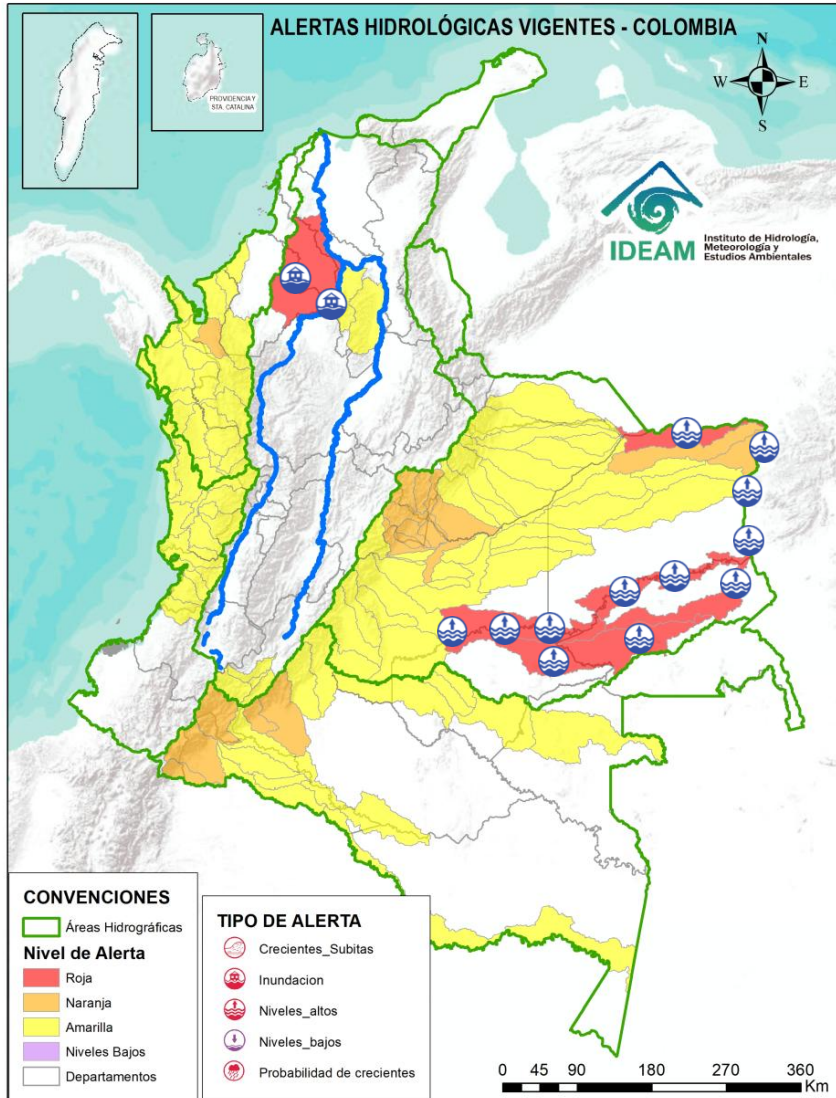 ALERTAS HIDROLÓGICAS VIGENTES - COLOMBIA
PROVIDENCIA Y
STA. CATALINA
N
W
E
S
IDEAM
Instituto de Hidrología,
Meteorología y
Estudios Ambientales
CONVENCIONES
Áreas Hidrográficas
Nivel de Alerta
Roja
Naranja
Amarilla
Niveles Bajos
Departamentos
TIPO DE ALERTA
Crecientes_Subitas
Inundacion
Niveles_altos
Niveles_bajos
Probabilidad de crecientes
0 45 90 180 270 360
Km